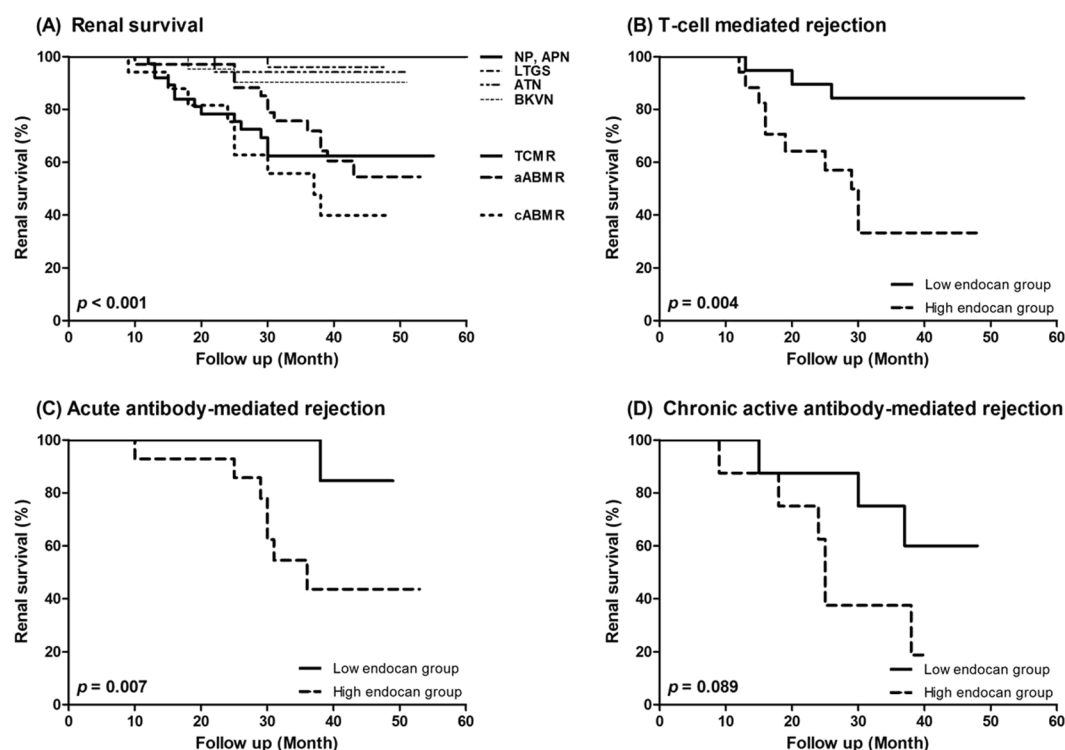 (A) Renal survival
Renal survival (%)
100
80
60
40
20
0
p < 0.001
0 10 20 30 40 50 60
Follow up (Month)
NP, APN
LTGS
ATN
BKVN
TCMR
aABMR
cABMR
(B) T-cell mediated rejection
Renal survival (%)
100
80
60
40
20
0
Low endocan group
High endocan group
p = 0.004
0 10 20 30 40 50 60
Follow up (Month)
(C) Acute antibody-mediated rejection
Renal survival (%)
100
80
60
40
20
0
Low endocan group
High endocan group
p = 0.007
0 10 20 30 40 50 60
Follow up (Month)
(D) Chronic active antibody-mediated rejection
Renal survival (%)
100
80
60
40
20
0
Low endocan group
High endocan group
p = 0.089
0 10 20 30 40 50 60
Follow up (Month)